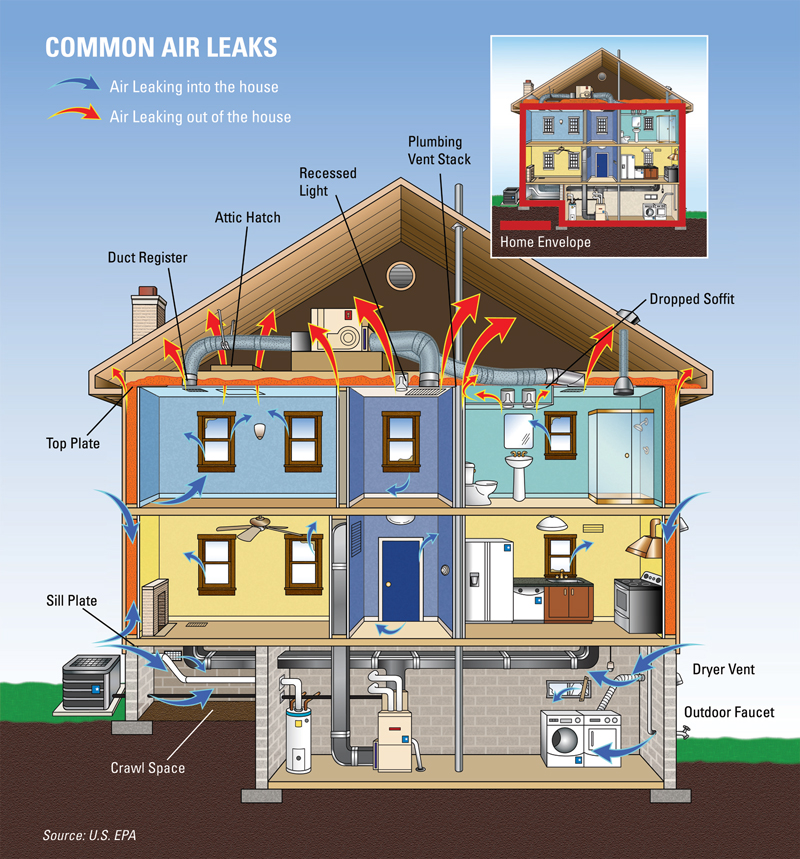 COMMON AIR LEAKS
Air Leaking into the house
Air Leaking out of the house
Plumbing
Vent Stack
Recessed
Light
Attic Hatch
Duct Register
Home Envelope
Dropped Soffit
Top Plate
Sill Plate
Dryer Vent
Outdoor Faucet
Crawl Space
Source: U.S. EPA